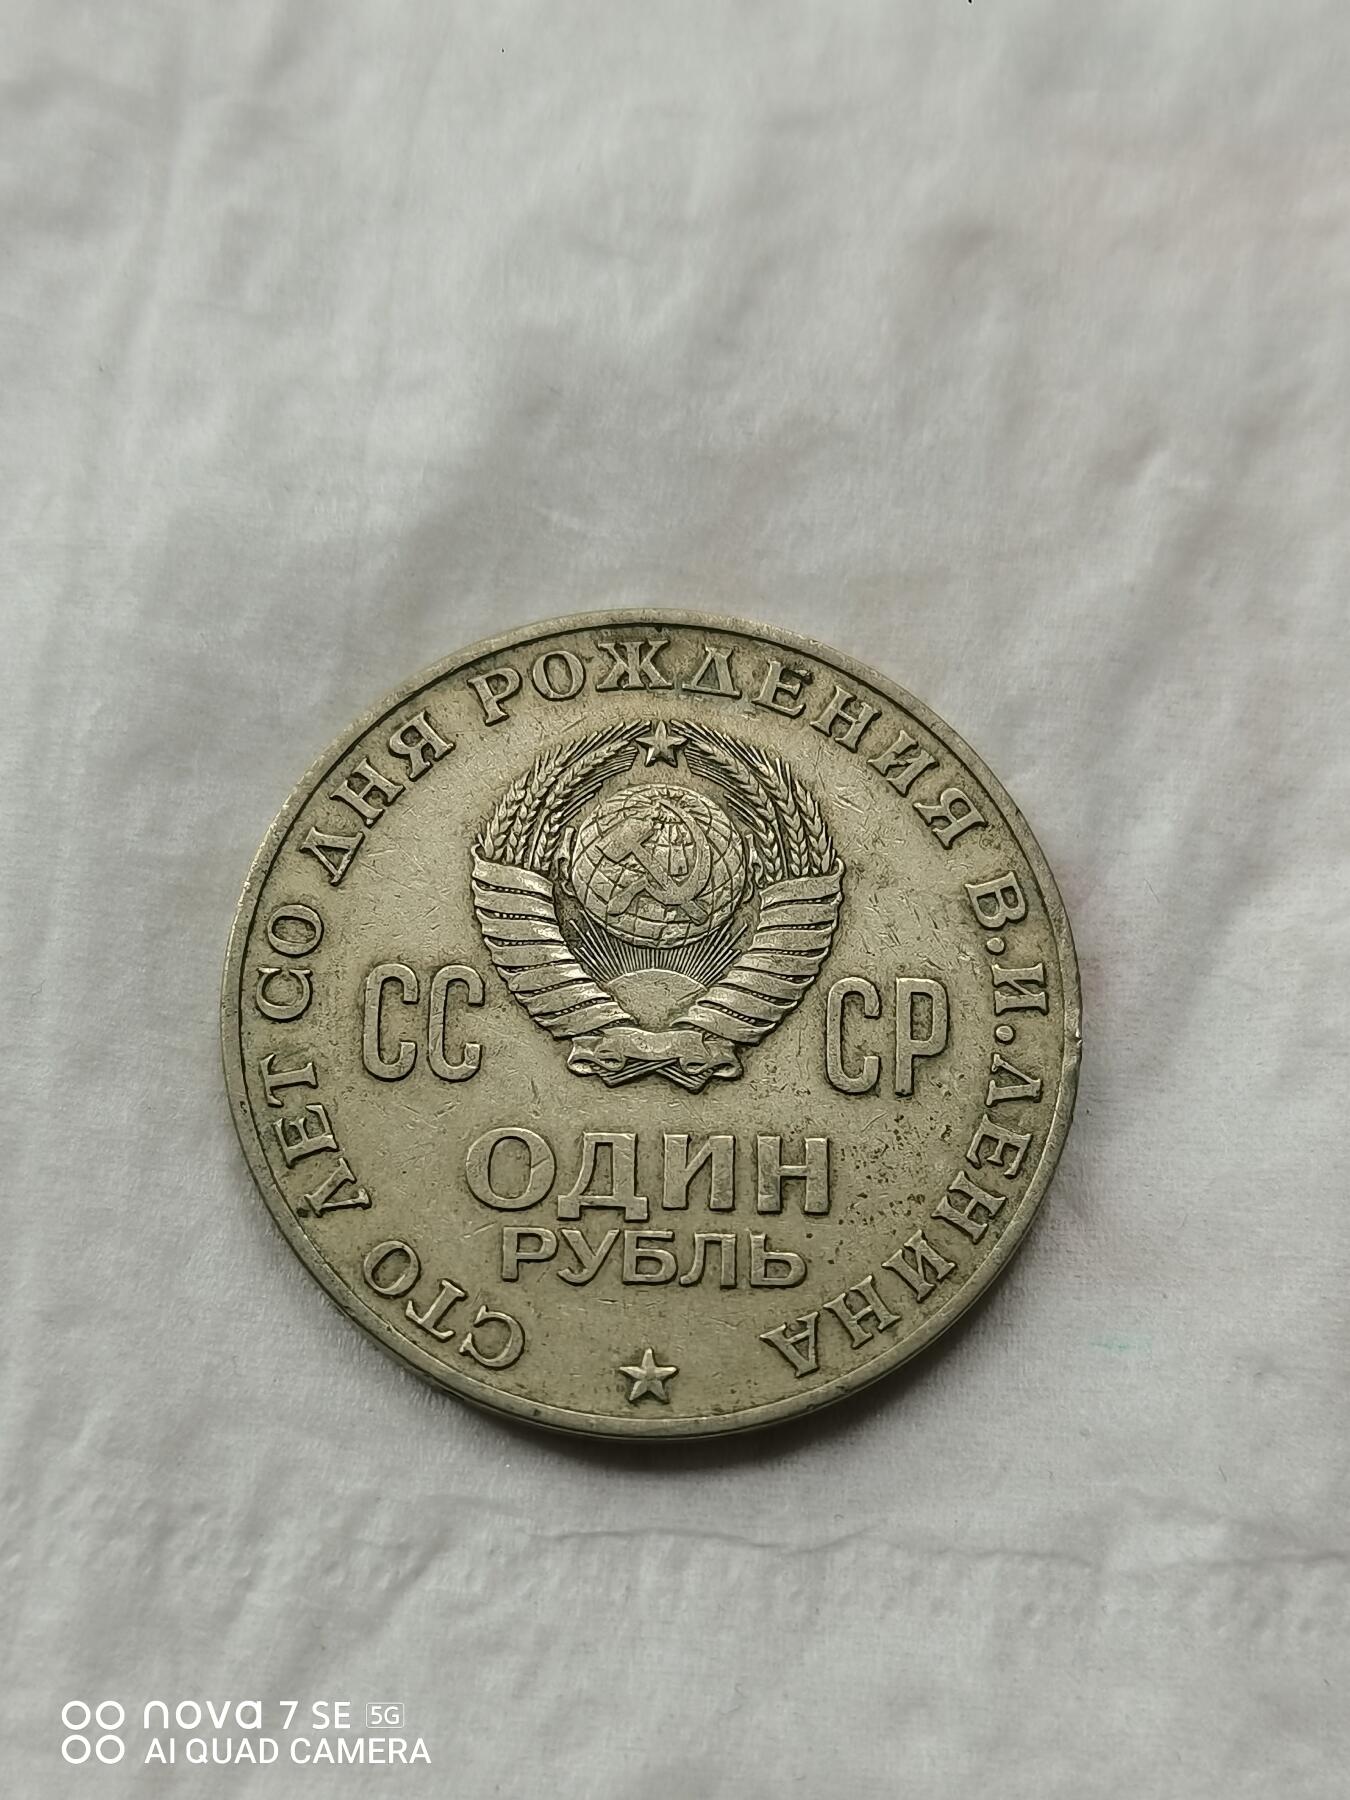 СТО ЛЕТ СО ДНЯ РОЖДЕНИЯ В.И.ЛЕНИНА
СС СР
ОДИН
РУБЛЬ
nova 7 SE 5G
AI QUAD CAMERA